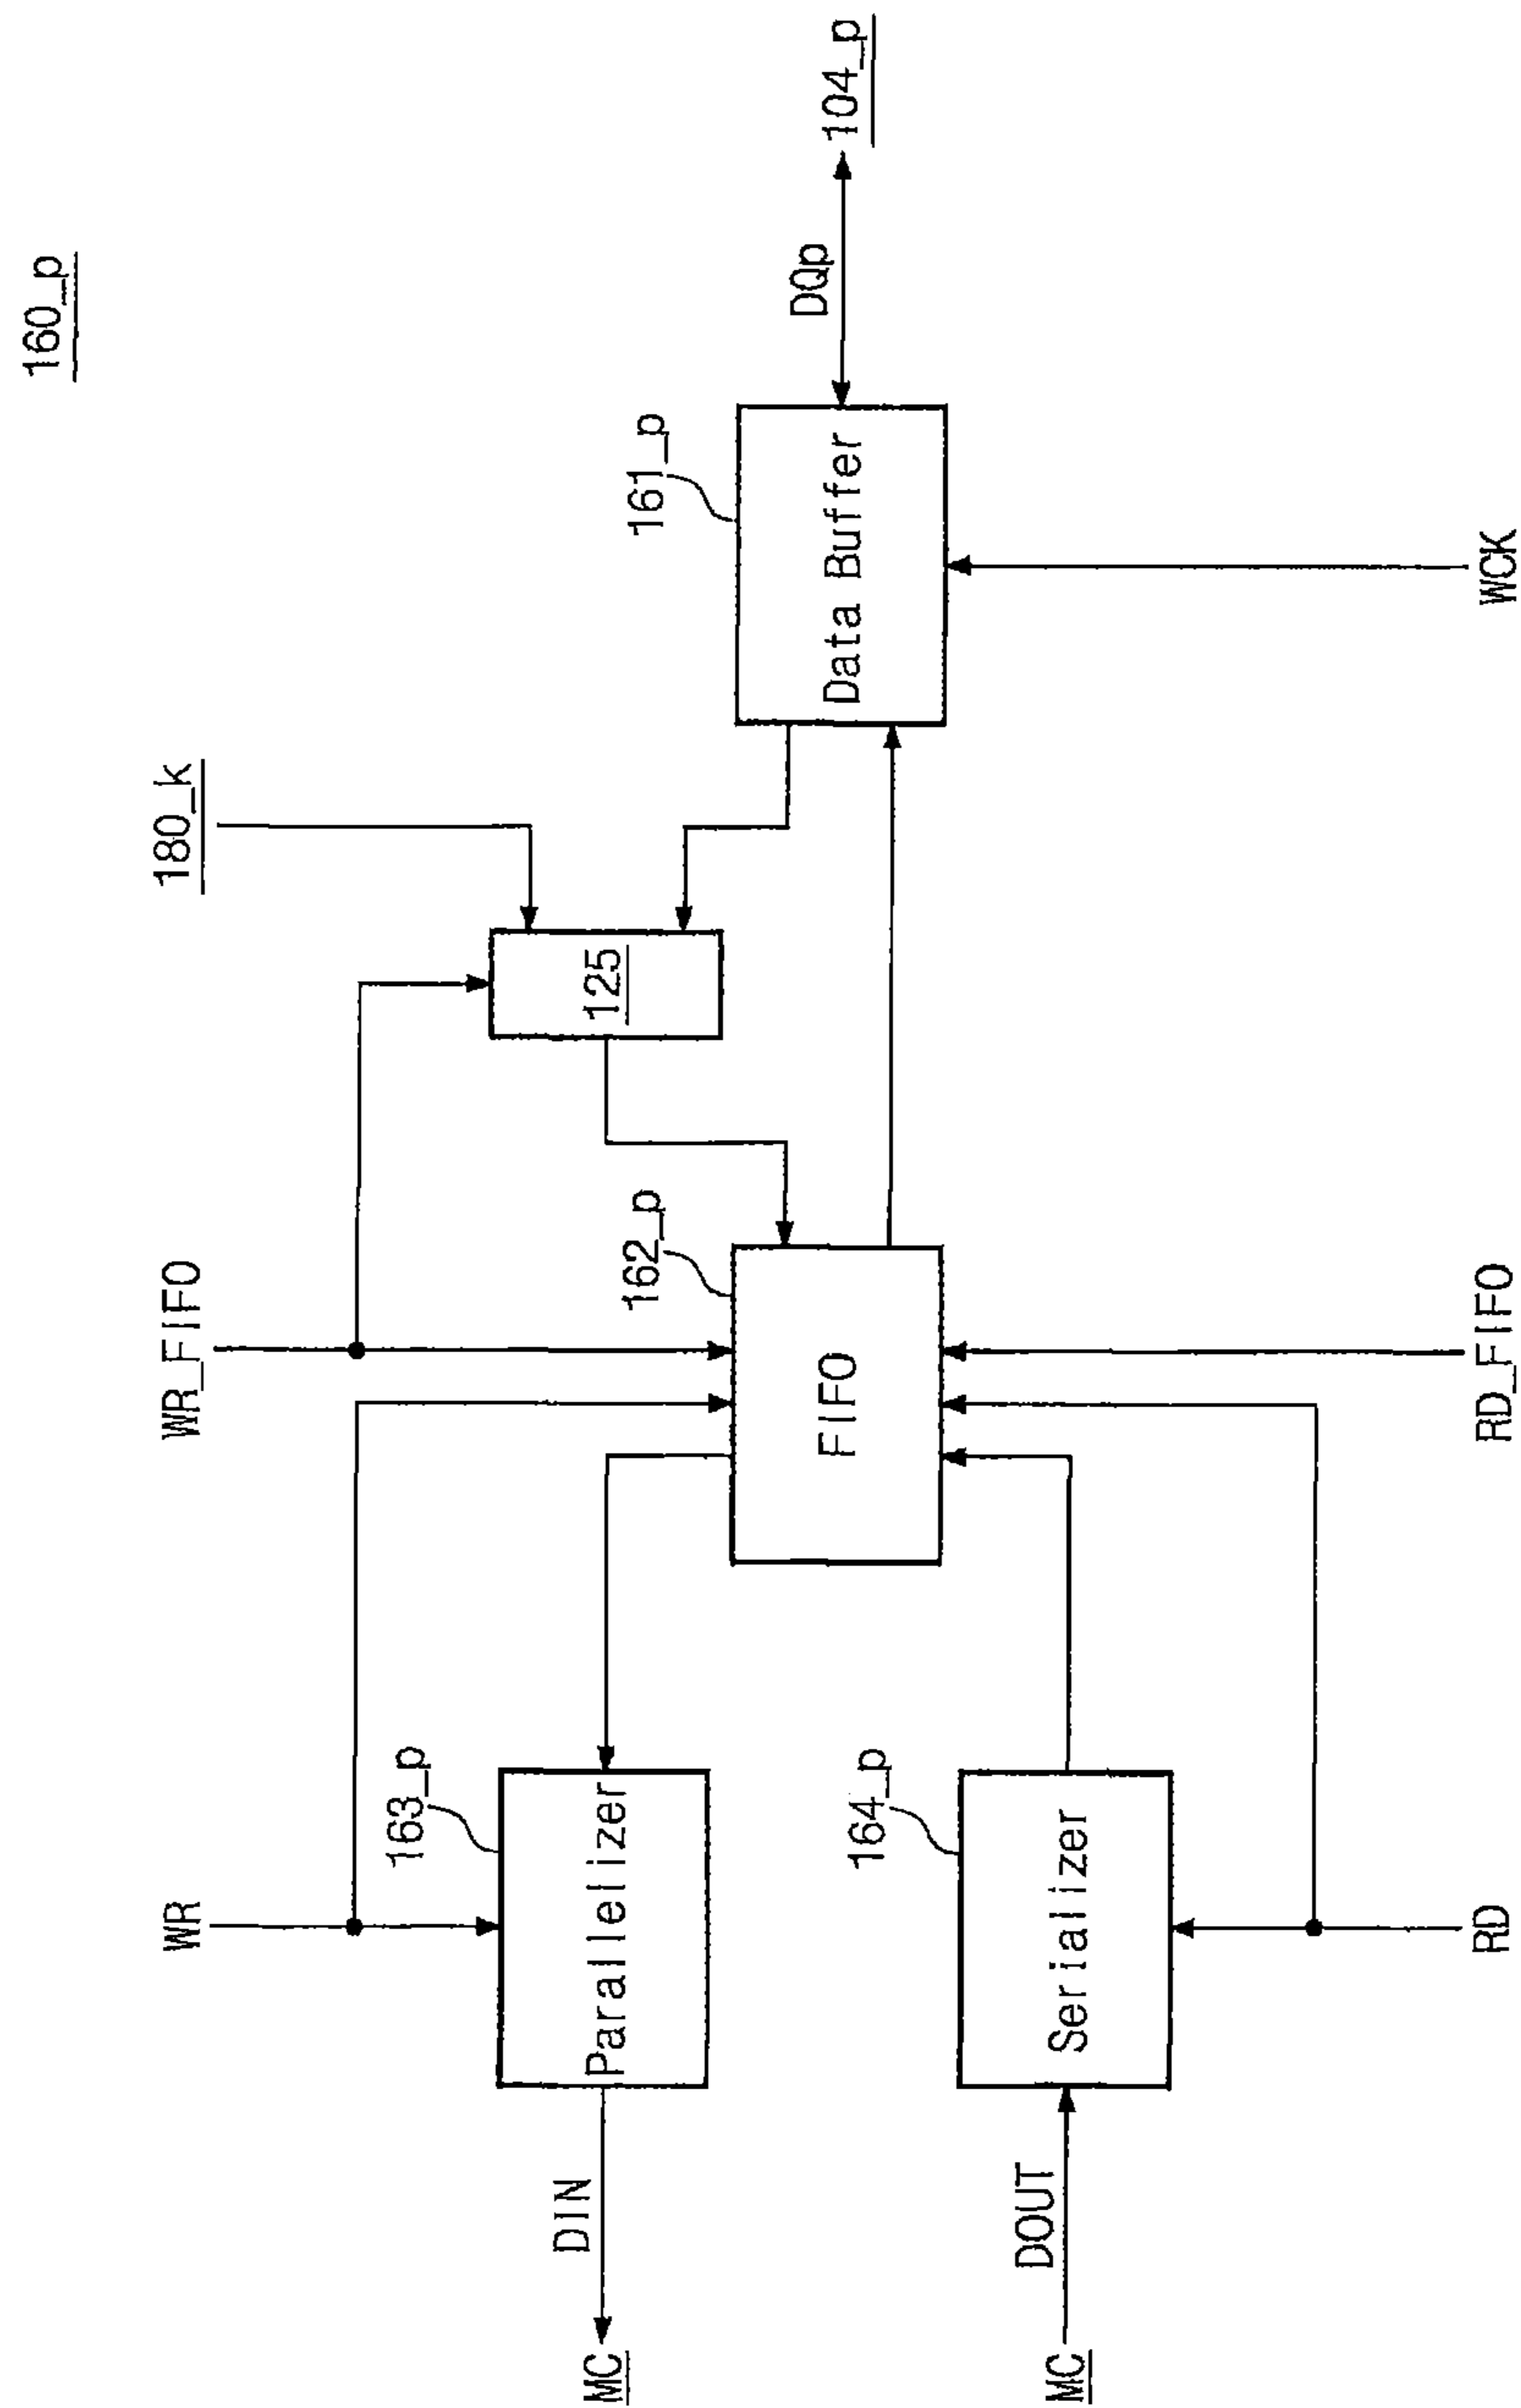 160_p
WR
WR_FIFO
180_k
163_p
162_p
125
161_p
DIN
MC
Parallelizer
FIFO
Data Buffer
DQp
104_p
164_p
DOUT
MC
Serializer
RD
RD_FIFO
WCK